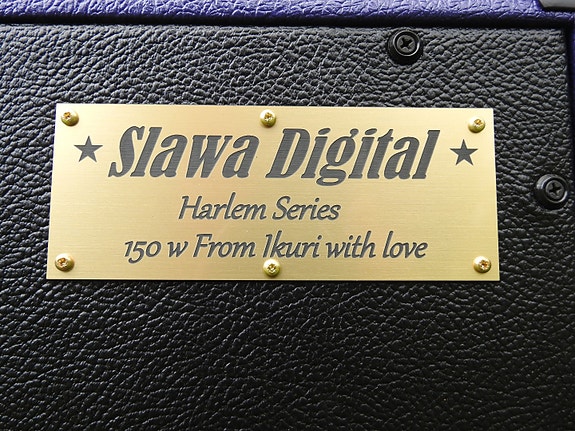 ★ Slawa Digital ★
Harlem Series
150 w From Ikuri with love